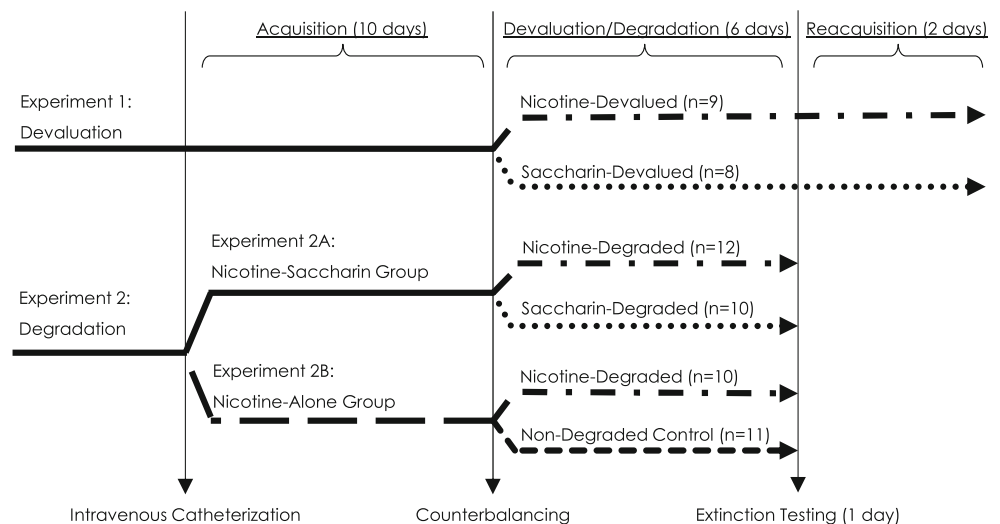 Acquisition (10 days)
Devaluation/Degradation (6 days)
Reacquisition (2 days)
Experiment 1:
Devaluation
Nicotine-Devalued (n=9)
Saccharin-Devalued (n=8)
Experiment 2:
Degradation
Experiment 2A:
Nicotine-Saccharin Group
Nicotine-Degraded (n=12)
Saccharin-Degraded (n=10)
Experiment 2B:
Nicotine-Alone Group
Nicotine-Degraded (n=10)
Non-Degraded Control (n=11)
Intravenous Catheterization
Counterbalancing
Extinction Testing (1 day)